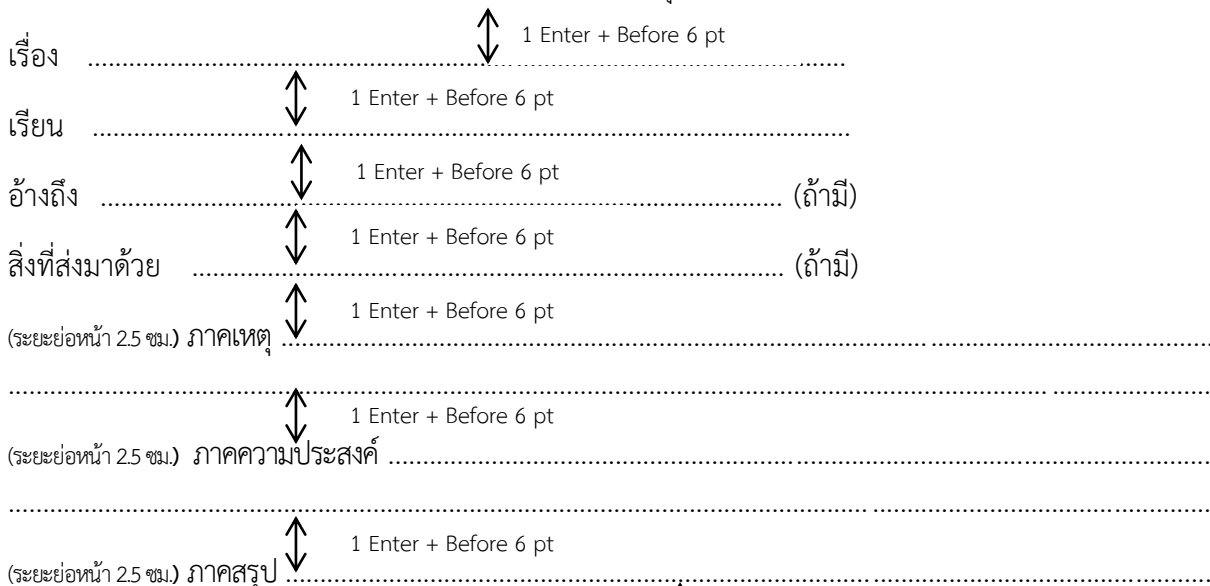 1 Enter + Before 6 pt
เรื่อง ........................................................................................................
1 Enter + Before 6 pt
เรียน ........................................................................................................
1 Enter + Before 6 pt
อ้างถึง .............................................................................................. (ถ้ามี)
1 Enter + Before 6 pt
สิ่งที่ส่งมาด้วย ................................................................................ (ถ้ามี)
1 Enter + Before 6 pt
(ระยะย่อหน้า 2.5 ซม.) ภาคเหตุ ................................................................................................................
................................................................................................................................................
1 Enter + Before 6 pt
(ระยะย่อหน้า 2.5 ซม.) ภาคความประสงค์ ................................................................................................
................................................................................................................................................
1 Enter + Before 6 pt
(ระยะย่อหน้า 2.5 ซม.) ภาคสรุป ................................................................................................................